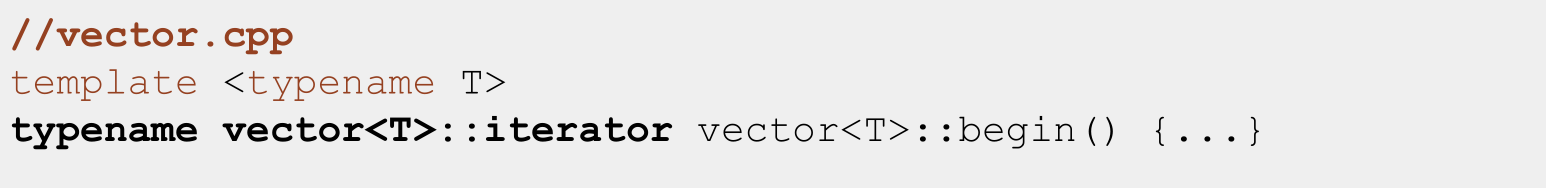 //vector.cpp
template <typename T>
typename vector<T>::iterator vector<T>::begin() {...}